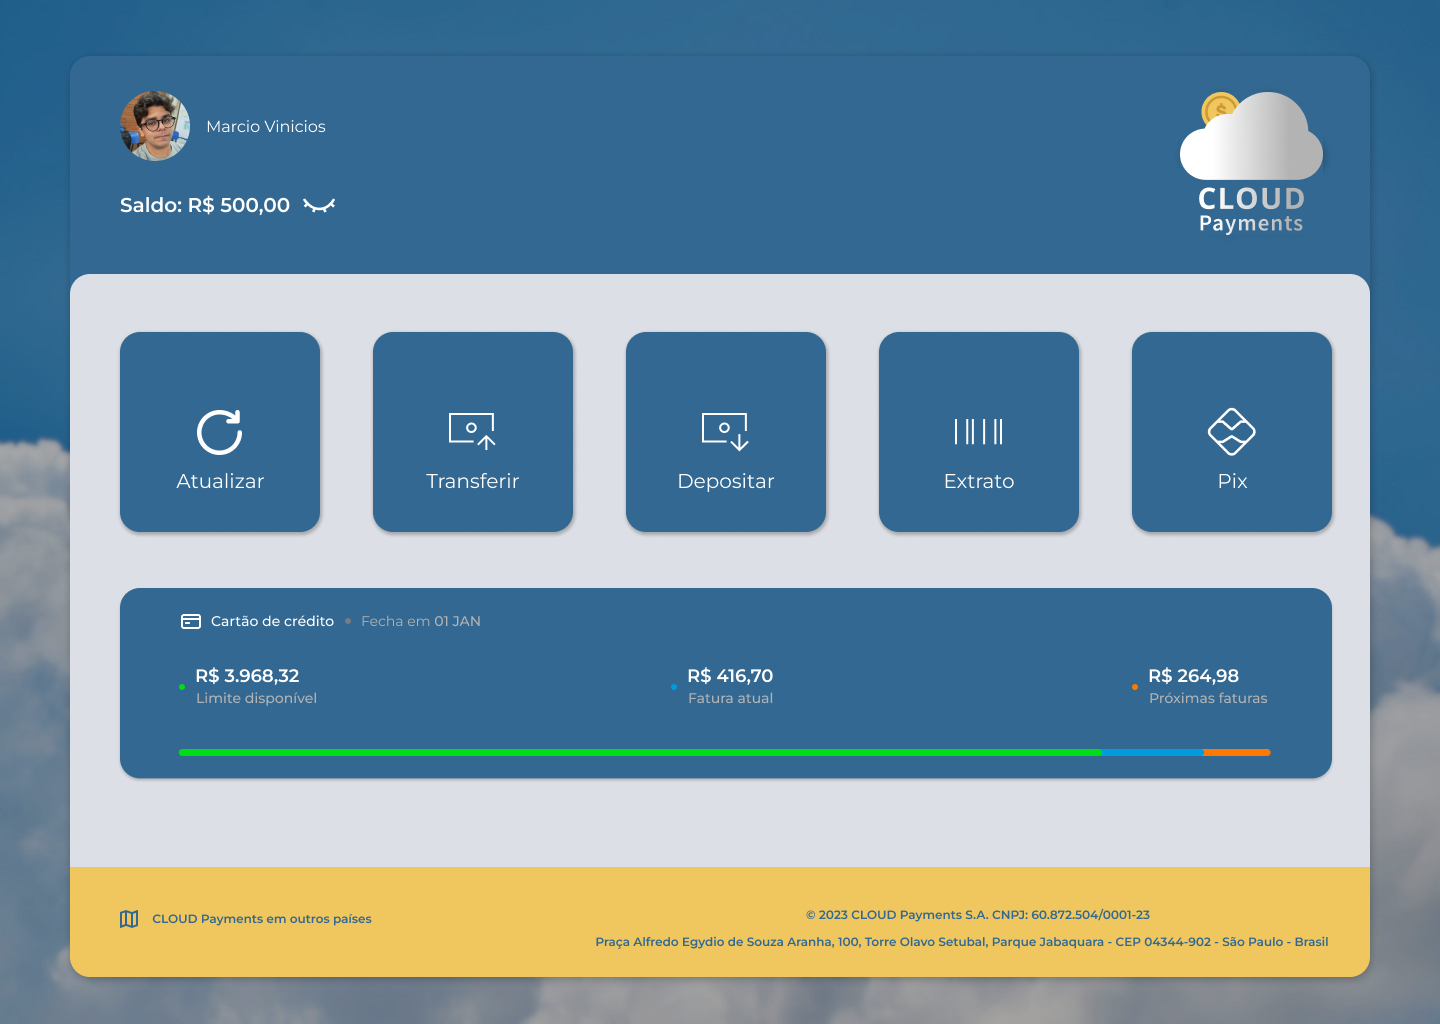 Marcio Vinicios
Saldo: R$ 500,00
$
CLOUD
Payments
Atualizar
Transferir
Depositar
Extrato
Pix
Cartão de crédito • Fecha em 01 JAN
R$ 3.968,32
Limite disponível
R$ 416,70
Fatura atual
R$ 264,98
Próximas faturas
CLOUD Payments em outros países
© 2023 CLOUD Payments S.A. CNPJ: 60.872.504/0001-23
Praça Alfredo Egydio de Souza Aranha, 100, Torre Olavo Setubal, Parque Jabaquara - CEP 04344-902 - São Paulo - Brasil